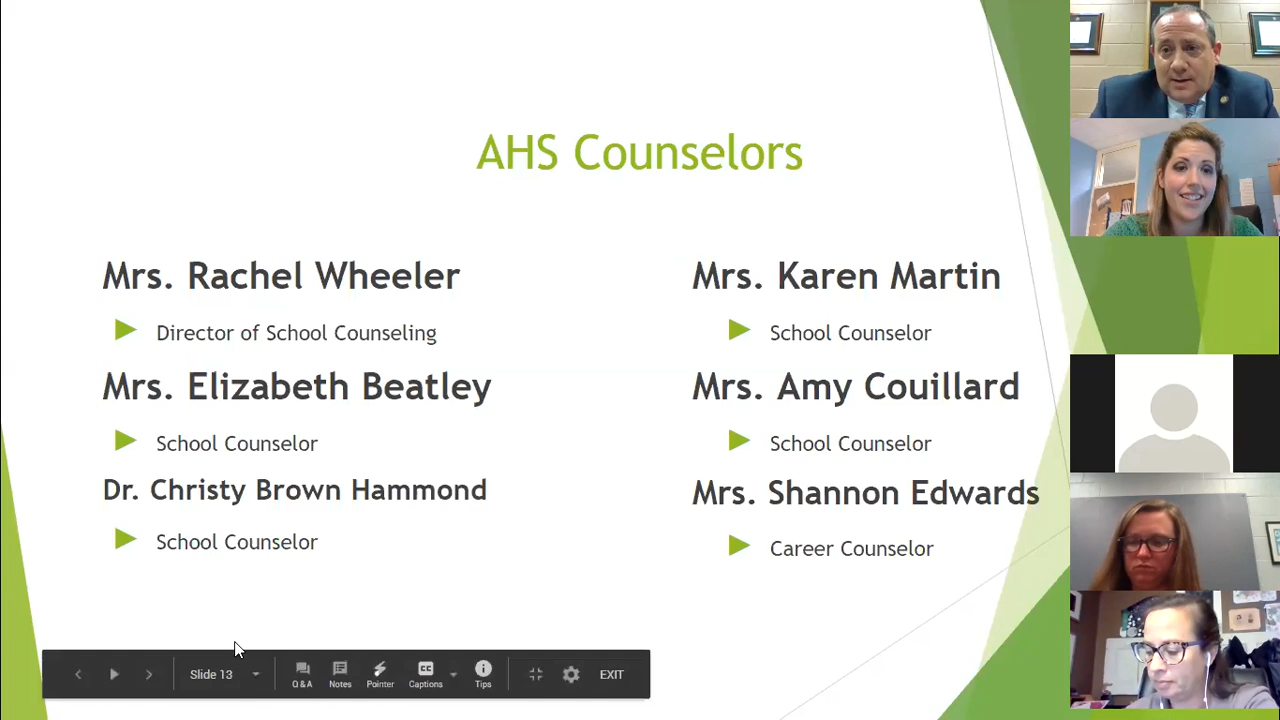 AHS Counselors
Mrs. Rachel Wheeler
Director of School Counseling
Mrs. Elizabeth Beatley
School Counselor
Dr. Christy Brown Hammond
School Counselor
Mrs. Karen Martin
School Counselor
Mrs. Amy Couillard
School Counselor
Mrs. Shannon Edwards
Career Counselor
Slide 13
Q & A
Notes
Pointer
CC
Captions
Tips
EXIT